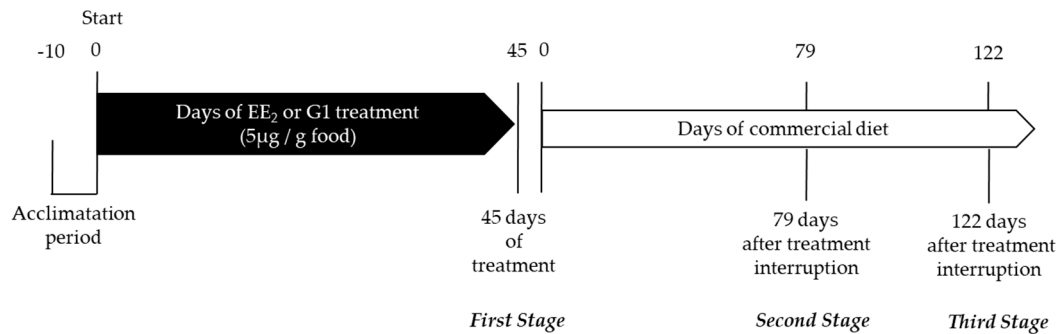 Start
-10 0 45 0 79 122
Days of EE₂ or G1 treatment
(5µg / g food)
Days of commercial diet
Acclimatation
period
45 days
of
treatment
79 days
after treatment
interruption
122 days
after treatment
interruption
First Stage
Second Stage
Third Stage